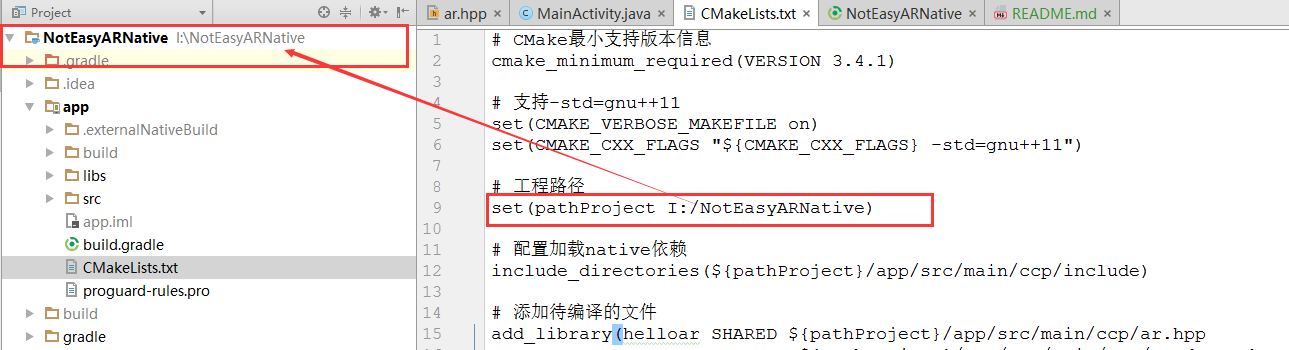 Project
NotEasyARNative I:\NotEasyARNative
.gradle
.idea
app
.externalNativeBuild
build
libs
src
app.iml
build.gradle
CMakeLists.txt
proguard-rules.pro
build
gradle
ar.hpp MainActivity.java CMakeLists.txt NotEasyARNative README.md
1 # CMake最小支持版本信息
2 cmake_minimum_required(VERSION 3.4.1)
3
4 # 支持-std=gnu++11
5 set(CMAKE_VERBOSE_MAKEFILE on)
6 set(CMAKE_CXX_FLAGS "${CMAKE_CXX_FLAGS} -std=gnu++11")
7
8 # 工程路径
9 set(pathProject I:/NotEasyARNative)
10
11 # 配置加载native依赖
12 include_directories(${pathProject}/app/src/main/ccp/include)
13
14 # 添加待编译的文件
15 add_library(helloar SHARED ${pathProject}/app/src/main/ccp/ar.hpp